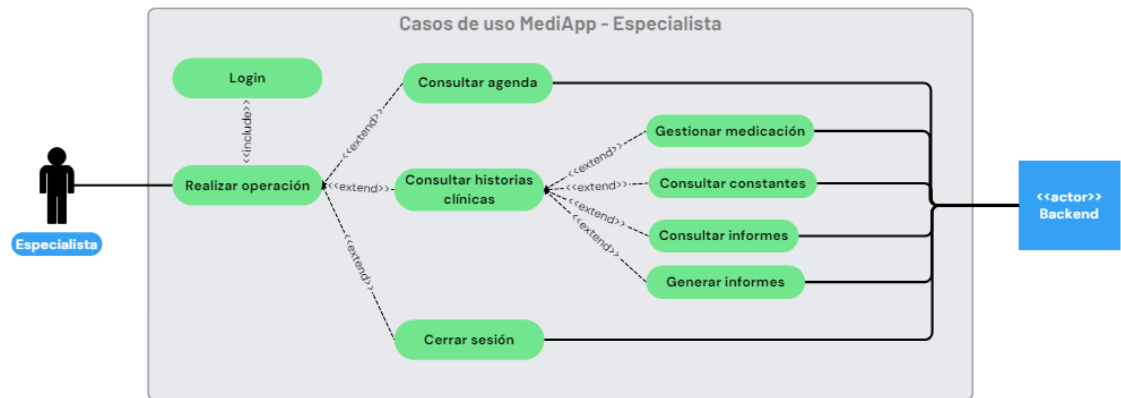 Casos de uso MediApp - Especialista
Login
<<include>>
Realizar operación
Especialista
<<extend>>
<<extend>>
<<extend>>
Consultar agenda
Consultar historias
clínicas
Cerrar sesión
<<extend>>
<<extend>>
<<extend>>
<<extend>>
Gestionar medicación
Consultar constantes
Consultar informes
Generar informes
<<actor>>
Backend